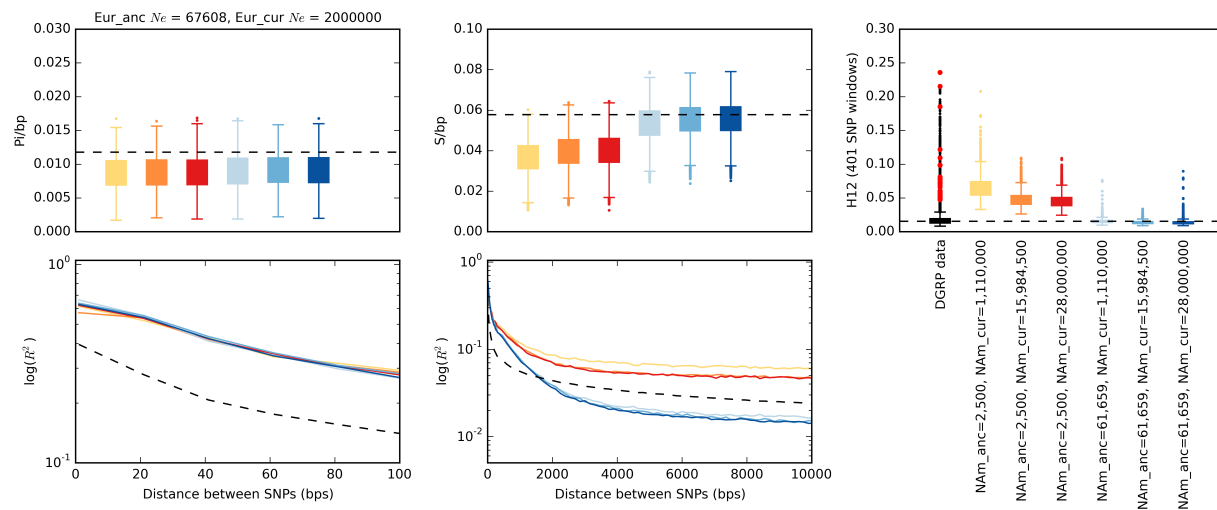 Eur_anc Ne = 67608, Eur_cur Ne = 2000000
Pi/bp
0.030
0.025
0.020
0.015
0.010
0.005
0.000
S/bp
0.10
0.08
0.06
0.04
0.02
0.00
H12 (401 SNP windows)
0.30
0.25
0.20
0.15
0.10
0.05
0.00
DGRP data
NAm_anc=2,500, NAm_cur=1,110,000
NAm_anc=2,500, NAm_cur=15,984,500
NAm_anc=2,500, NAm_cur=28,000,000
NAm_anc=61,659, NAm_cur=1,110,000
NAm_anc=61,659, NAm_cur=15,984,500
NAm_anc=61,659, NAm_cur=28,000,000
log(R²)
10⁰
10⁻¹
0
20
40
60
80
100
Distance between SNPs (bps)
log(R²)
10⁰
10⁻¹
10⁻²
0
2000
4000
6000
8000
10000
Distance between SNPs (bps)